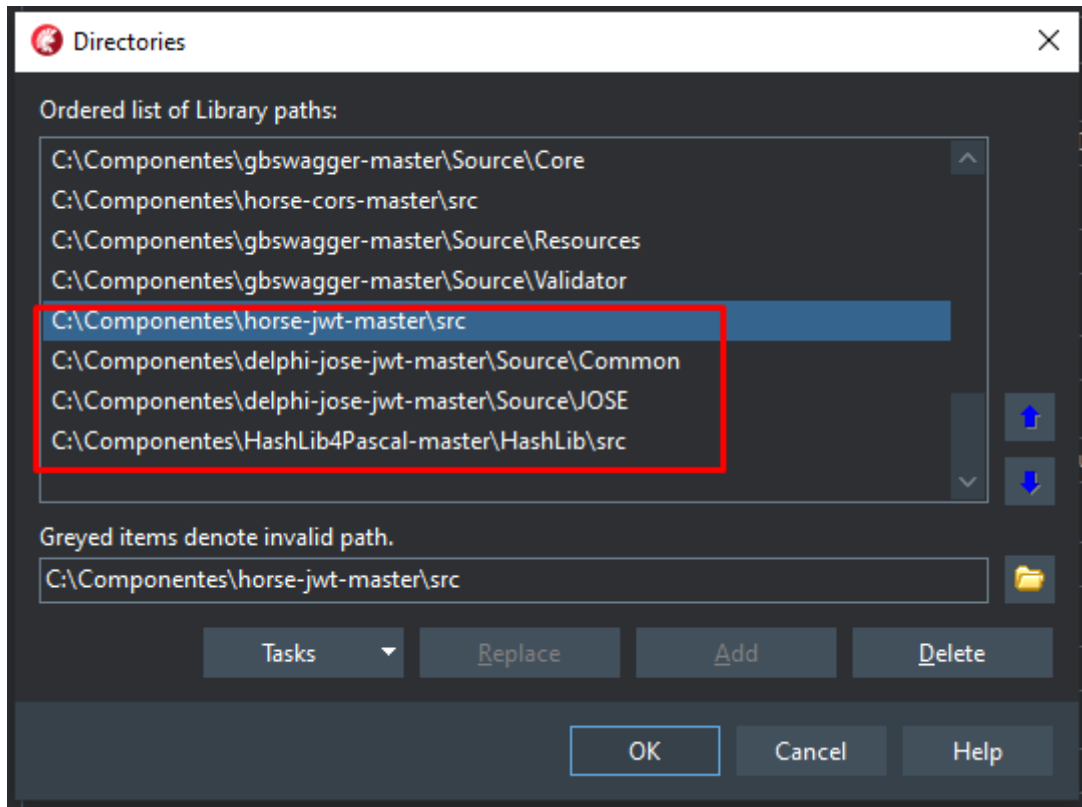 Directories
Ordered list of Library paths:
C:\Componentes\gbswagger-master\Source\Core
C:\Componentes\horse-cors-master\src
C:\Componentes\gbswagger-master\Source\Resources
C:\Componentes\gbswagger-master\Source\Validator
C:\Componentes\horse-jwt-master\src
C:\Componentes\delphi-jose-jwt-master\Source\Common
C:\Componentes\delphi-jose-jwt-master\Source\JOSE
C:\Componentes\HashLib4Pascal-master\HashLib\src
Greyed items denote invalid path.
C:\Componentes\horse-jwt-master\src
Tasks Replace Add Delete
OK Cancel Help